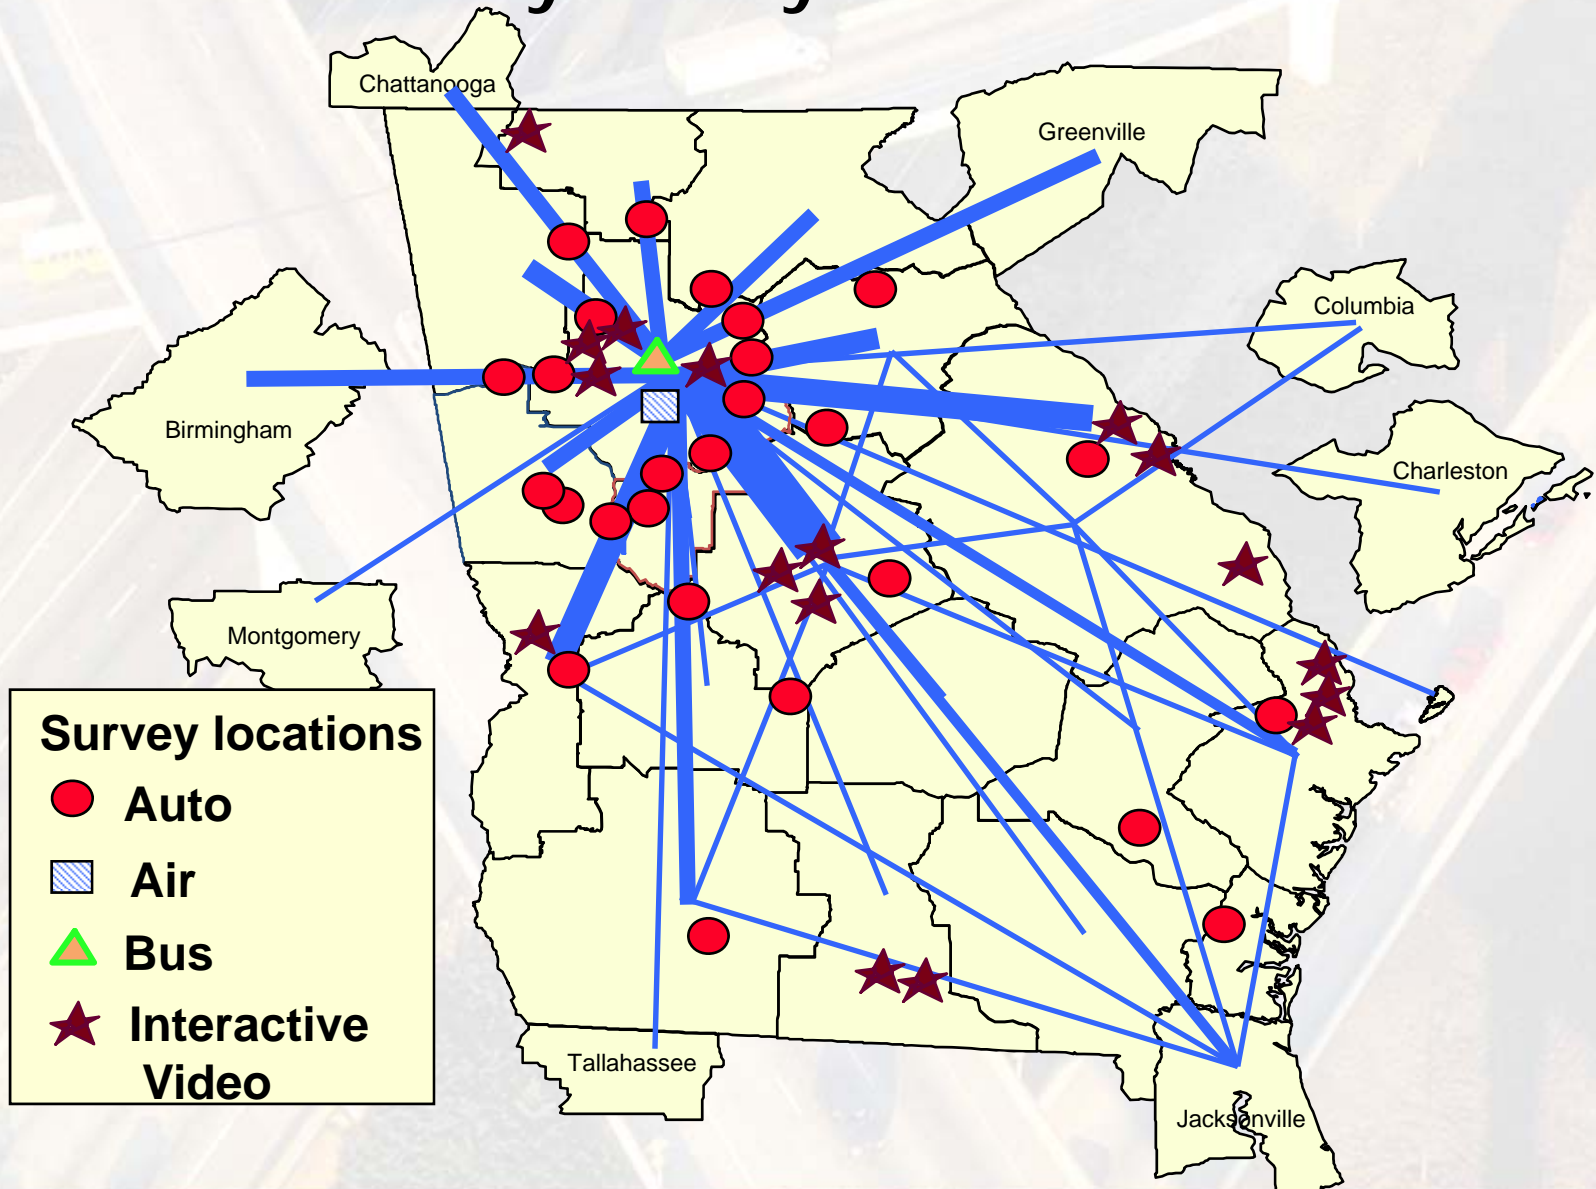 Chattanooga
Greenville
Columbia
Birmingham
Charleston
Montgomery
Survey locations
Auto
Air
Bus
Interactive
Video
Tallahassee
Jacksonville